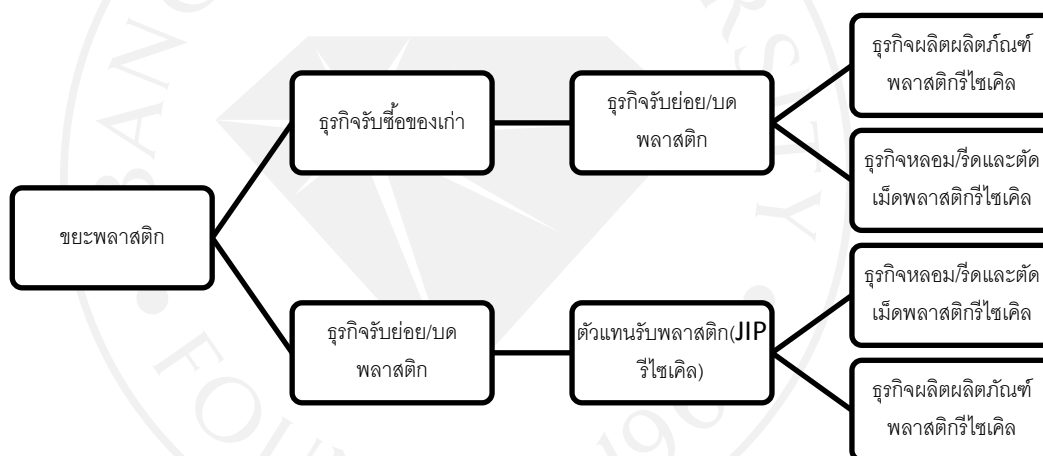 ธุรกิจผลิตผลิตภัณฑ์
พลาสติกรีไซเคิล
ธุรกิจรับซื้อของเก่า
ธุรกิจรับย่อย/บด
พลาสติก
ธุรกิจหลอม/รีดและตัด
เม็ดพลาสติกรีไซเคิล
ขยะพลาสติก
ธุรกิจรับย่อย/บด
พลาสติก
ตัวแทนรับพลาสติก(JIP
รีไซเคิล)
ธุรกิจหลอม/รีดและตัด
เม็ดพลาสติกรีไซเคิล
ธุรกิจผลิตผลิตภัณฑ์
พลาสติกรีไซเคิล